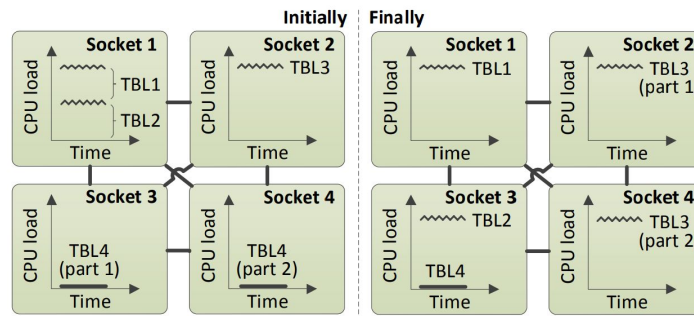 Initially
Finally
Socket 1
CPU load
TBL1
TBL2
Time
Socket 2
CPU load
TBL3
Time
Socket 3
CPU load
TBL4
(part 1)
Time
Socket 4
CPU load
TBL4
(part 2)
Time
Socket 1
CPU load
TBL1
Time
Socket 2
CPU load
TBL3
(part 1
Time
Socket 3
CPU load
TBL2
TBL4
Time
Socket 4
CPU load
TBL3
(part 2
Time